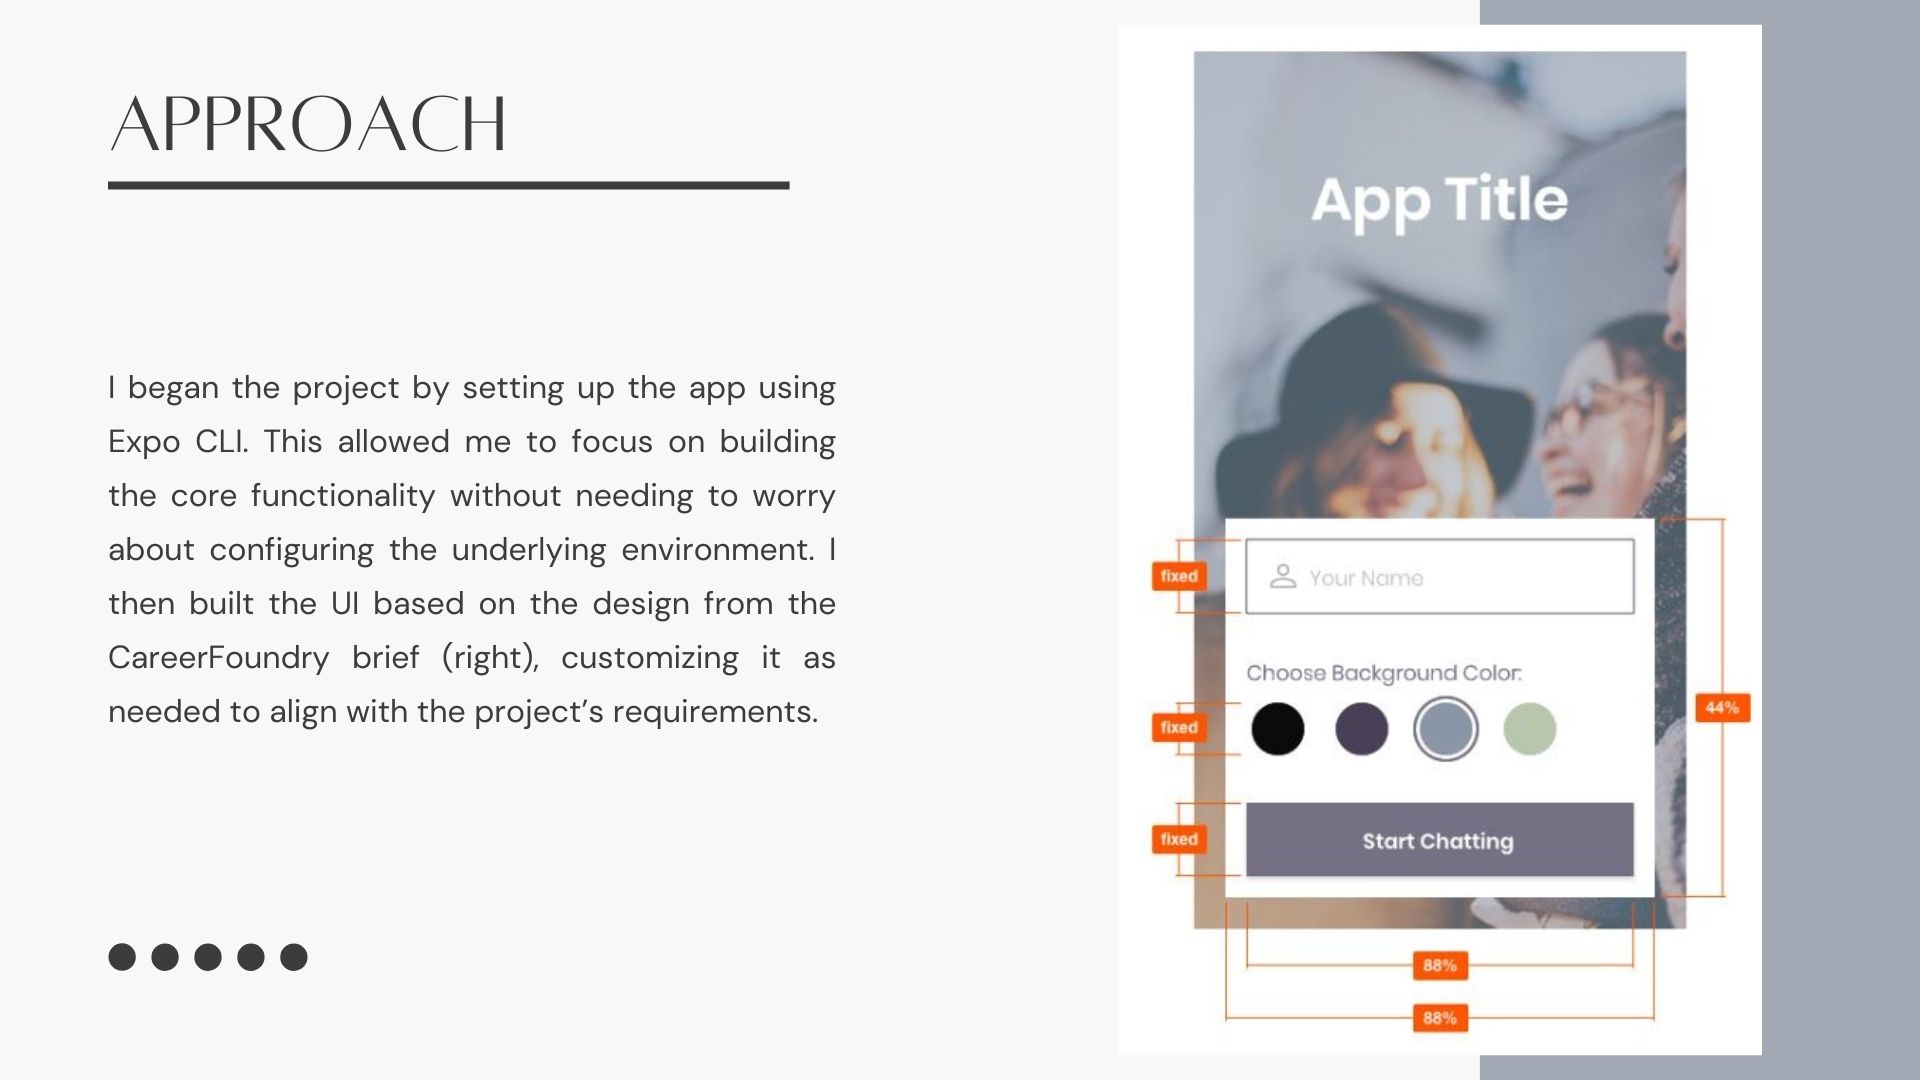 APPROACH
I began the project by setting up the app using
Expo CLI. This allowed me to focus on building
the core functionality without needing to worry
about configuring the underlying environment. I
then built the UI based on the design from the
CareerFoundry brief (right), customizing it as
needed to align with the project’s requirements.
App Title
fixed
Your Name
Choose Background Color:
fixed
44%
fixed
Start Chatting
88%
88%